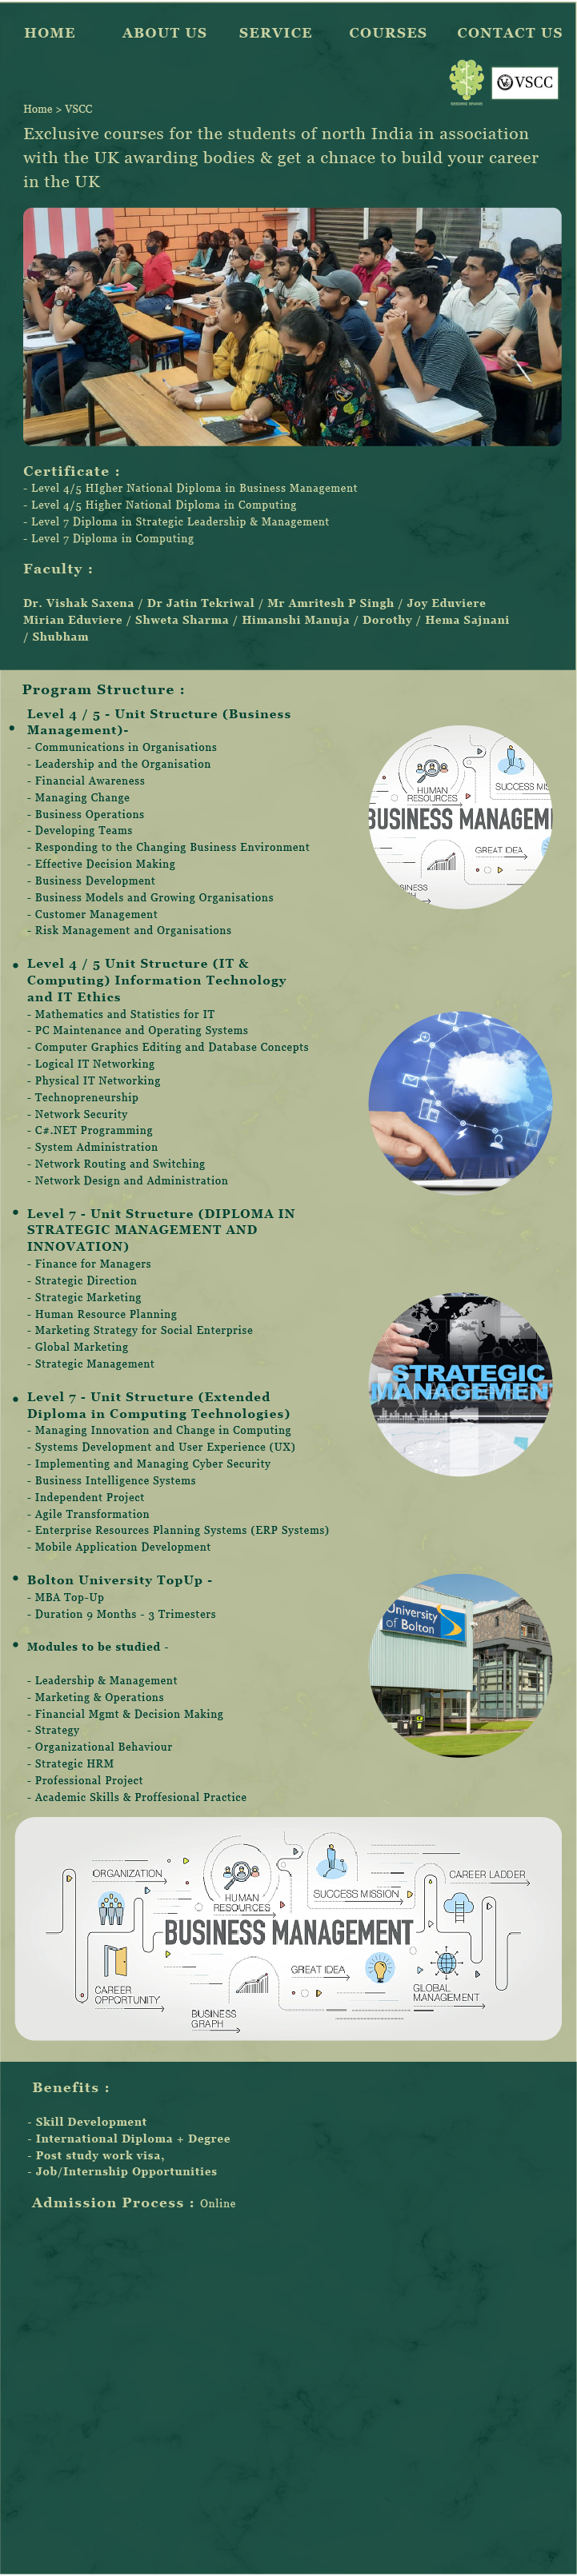 HOME ABOUT US SERVICE COURSES CONTACT US
VSCC
Home > VSCC
Exclusive courses for the students of north India in association
with the UK awarding bodies & get a chnace to build your career
in the UK
Certificate :
- Level 4/5 HIgher National Diploma in Business Management
- Level 4/5 Higher National Diploma in Computing
- Level 7 Diploma in Strategic Leadership & Management
- Level 7 Diploma in Computing
Faculty :
Dr. Vishak Saxena / Dr Jatin Tekriwal / Mr Amritesh P Singh / Joy Eduviere
Mirian Eduviere / Shweta Sharma / Himanshi Manuja / Dorothy / Hema Sajnani
/ Shubham
Program Structure :
• Level 4 / 5 - Unit Structure (Business
Management)-
- Communications in Organisations
- Leadership and the Organisation
- Financial Awareness
- Managing Change
- Business Operations
- Developing Teams
- Responding to the Changing Business Environment
- Effective Decision Making
- Business Development
- Business Models and Growing Organisations
- Customer Management
- Risk Management and Organisations
HUMAN
RESOURCES
SUCCESS MIS
BUSINESS MANAGEM
GREAT IDEA
SINESS
• Level 4 / 5 Unit Structure (IT &
Computing) Information Technology
and IT Ethics
- Mathematics and Statistics for IT
- PC Maintenance and Operating Systems
- Computer Graphics Editing and Database Concepts
- Logical IT Networking
- Physical IT Networking
- Technopreneurship
- Network Security
- C#.NET Programming
- System Administration
- Network Routing and Switching
- Network Design and Administration
• Level 7 - Unit Structure (DIPLOMA IN
STRATEGIC MANAGEMENT AND
INNOVATION)
- Finance for Managers
- Strategic Direction
- Strategic Marketing
- Human Resource Planning
- Marketing Strategy for Social Enterprise
- Global Marketing
- Strategic Management
STRATEGIC
MANAGEMENT
• Level 7 - Unit Structure (Extended
Diploma in Computing Technologies)
- Managing Innovation and Change in Computing
- Systems Development and User Experience (UX)
- Implementing and Managing Cyber Security
- Business Intelligence Systems
- Independent Project
- Agile Transformation
- Enterprise Resources Planning Systems (ERP Systems)
- Mobile Application Development
• Bolton University TopUp -
- MBA Top-Up
- Duration 9 Months - 3 Trimesters
University
of Bolton
• Modules to be studied -
- Leadership & Management
- Marketing & Operations
- Financial Mgmt & Decision Making
- Strategy
- Organizational Behaviour
- Strategic HRM
- Professional Project
- Academic Skills & Proffesional Practice
ORGANIZATION
HUMAN
RESOURCES
SUCCESS MISSION
CAREER LADDER
BUSINESS MANAGEMENT
CAREER
OPPORTUNITY
BUSINESS
GRAPH
GREAT IDEA
GLOBAL
MANAGEMENT
Benefits :
- Skill Development
- International Diploma + Degree
- Post study work visa,
- Job/Internship Opportunities
Admission Process : Online